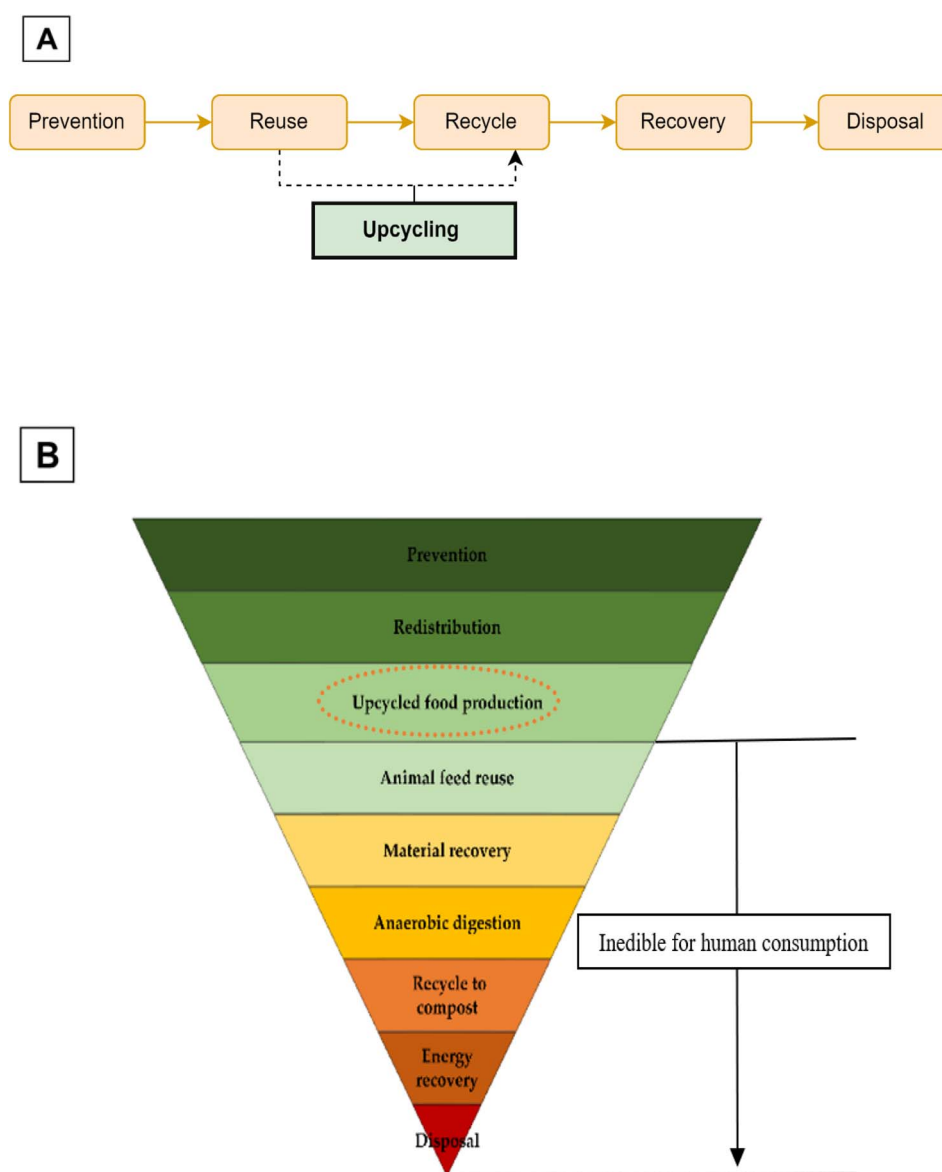 A
Prevention
Reuse
Recycle
Recovery
Disposal
Upcycling
B
Prevention
Redistribution
Upcycled food production
Animal feed reuse
Material recovery
Anaerobic digestion
Inedible for human consumption
Recycle to
compost
Energy
recovery
Disposal